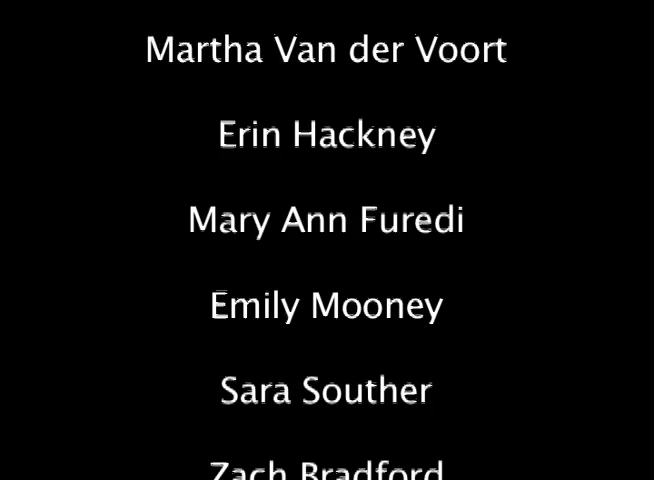 Martha Van der Voort
Erin Hackney
Mary Ann Furedi
Emily Mooney
Sara Souther
Zach Bradford